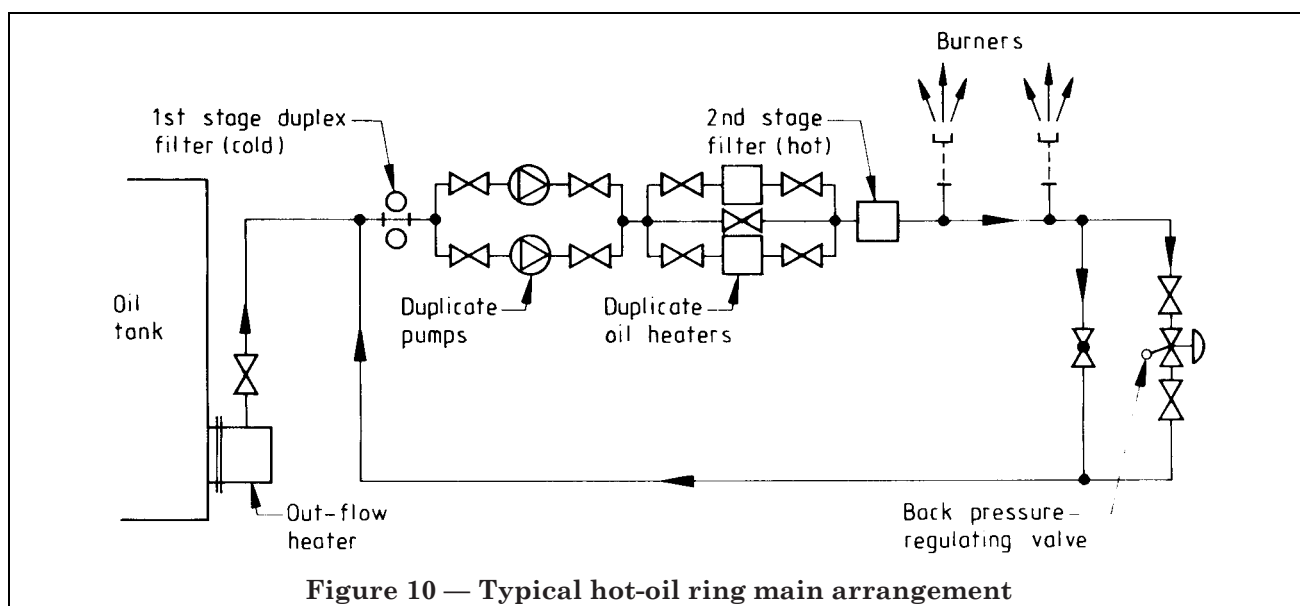 Burners
1st stage duplex
filter (cold)
2nd stage
filter (hot)
Oil
tank
Duplicate
pumps
Duplicate
oil heaters
Out-flow
heater
Back pressure-
regulating valve
Figure 10 — Typical hot-oil ring main arrangement